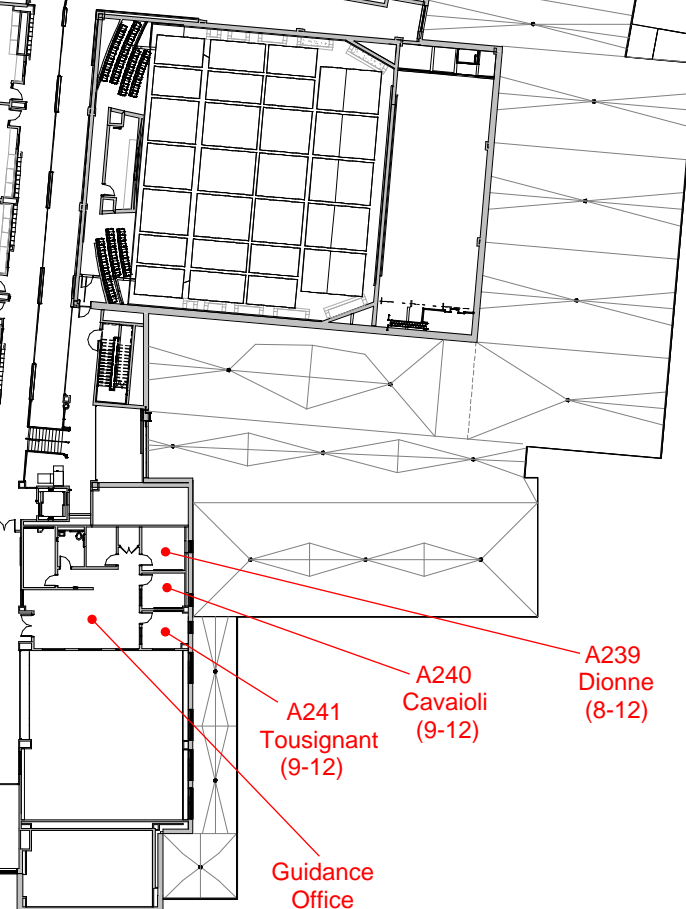 A239
Dionne
(8-12)
A240
Cavaioli
(9-12)
A241
Tousignant
(9-12)
Guidance
Office